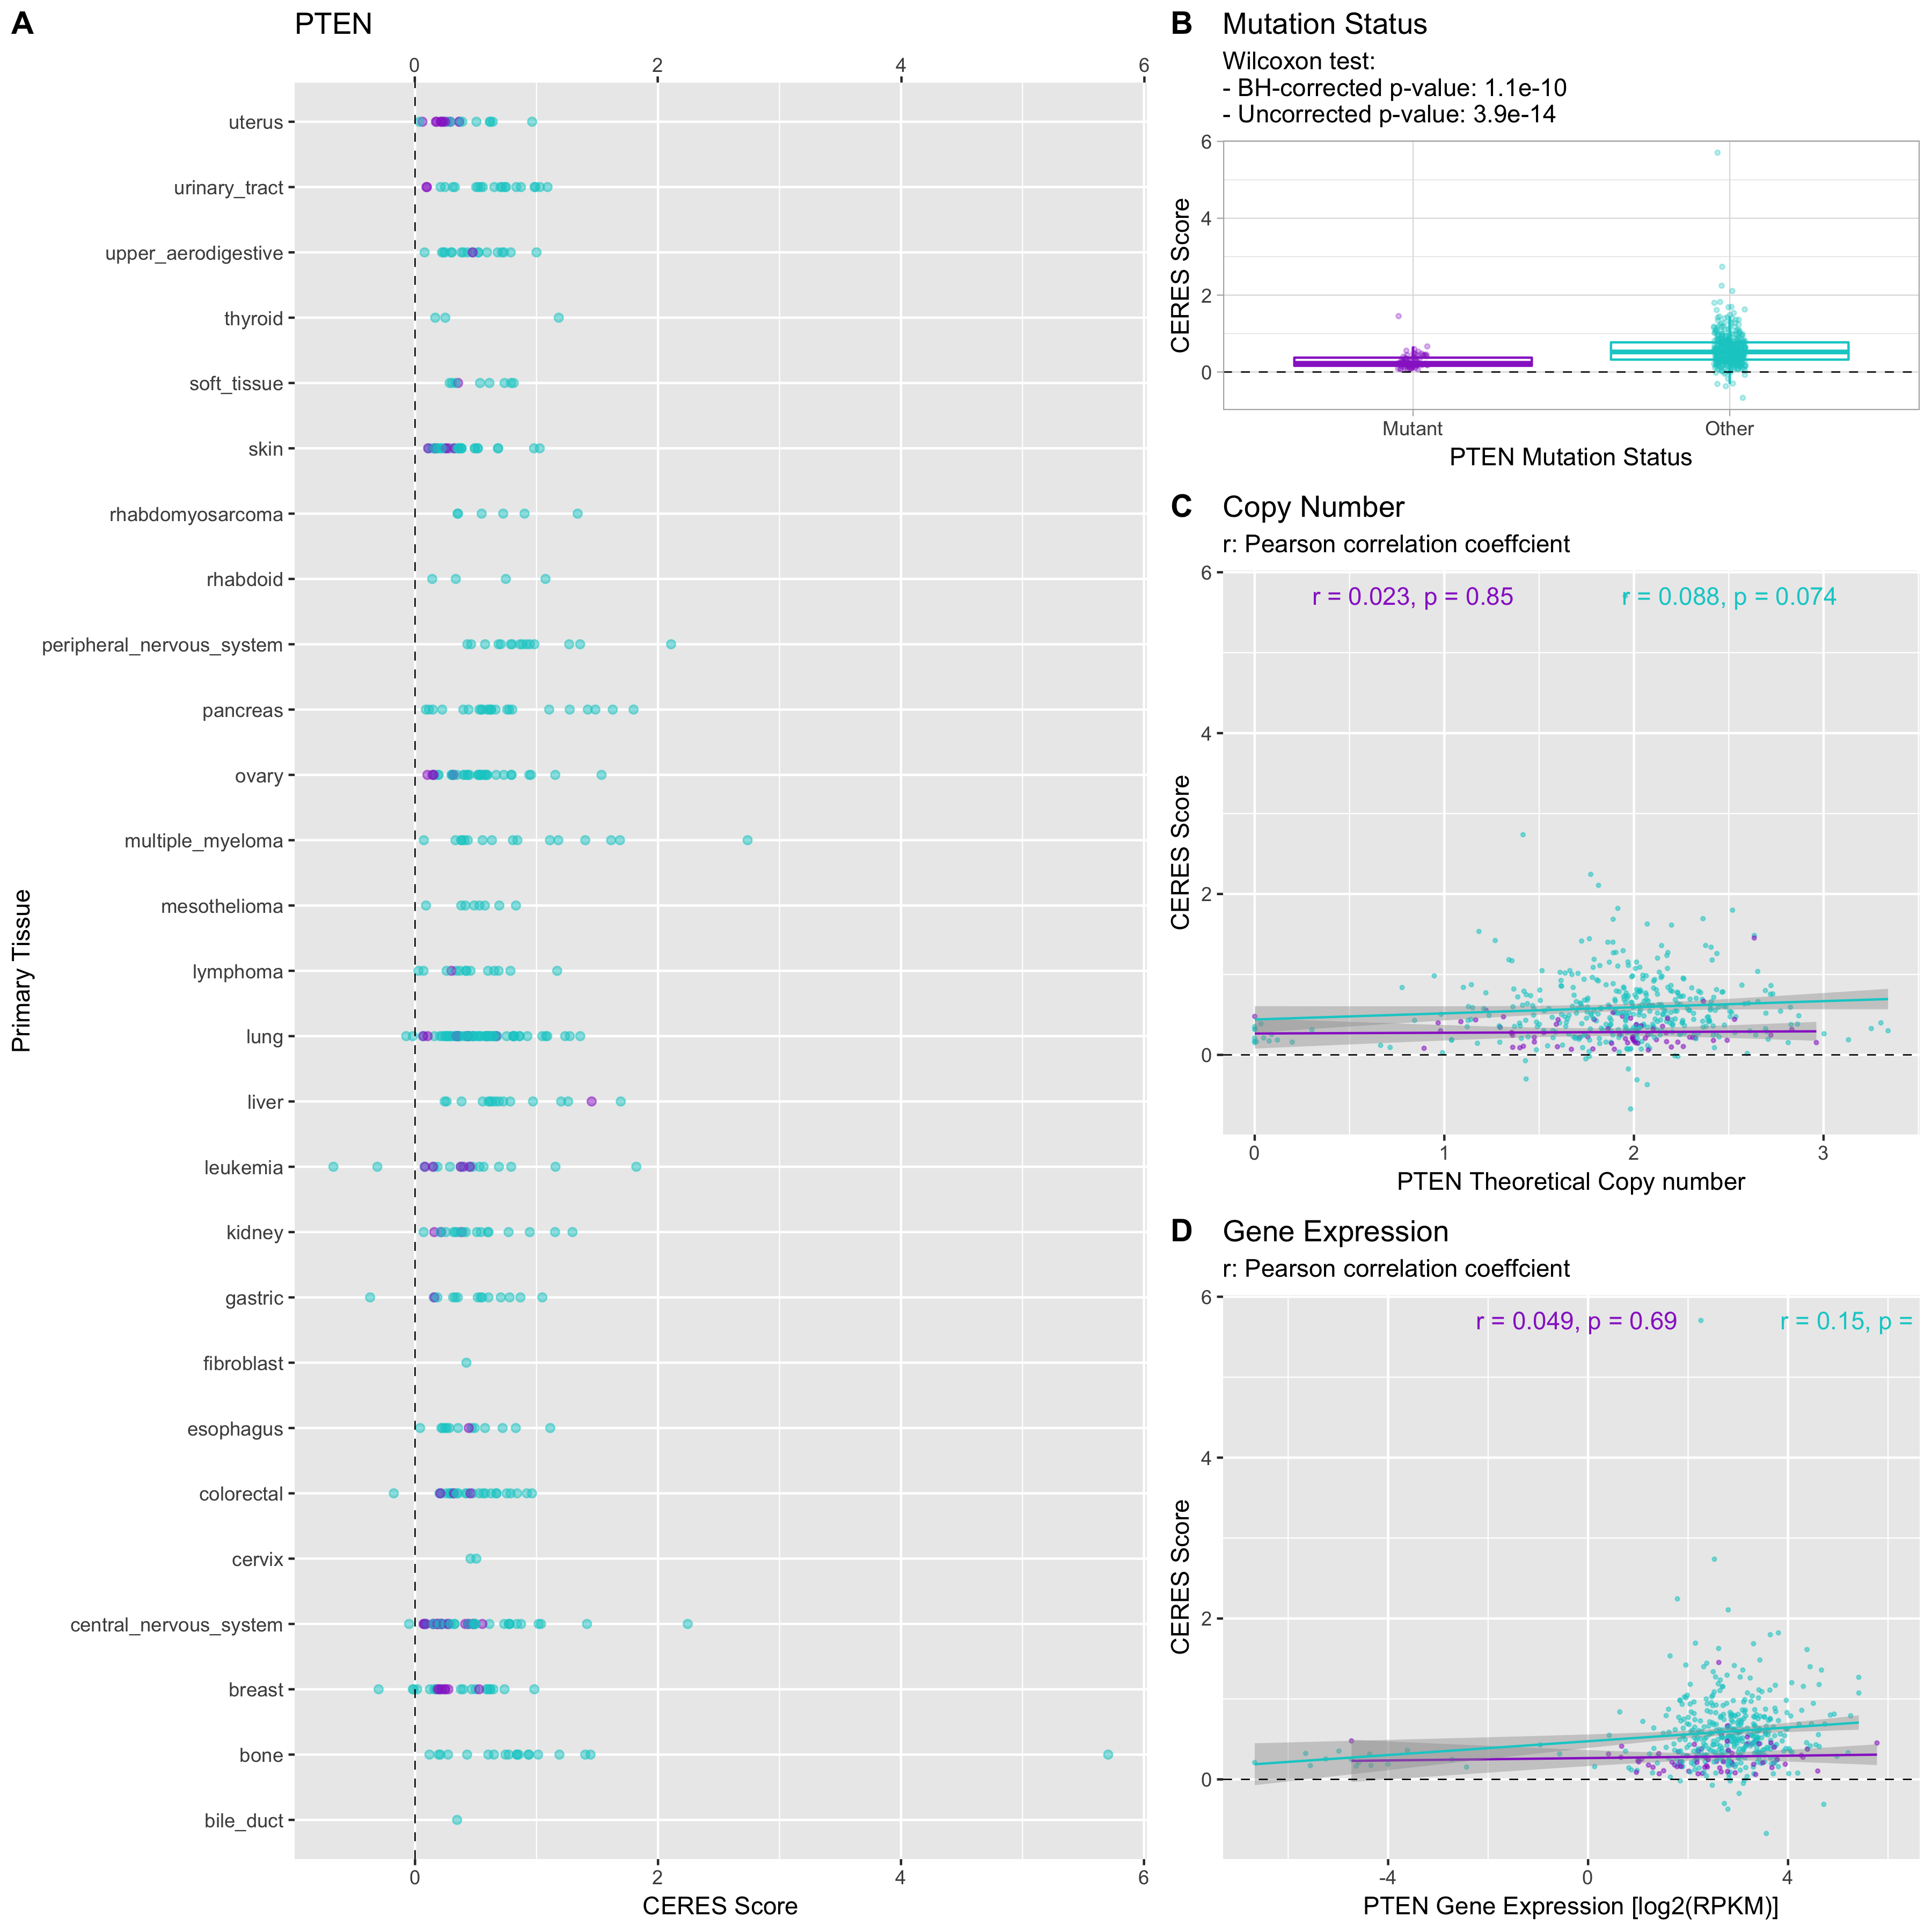 A PTEN
0 2 4 6
uterus
urinary_tract
upper_aerodigestive
thyroid
soft_tissue
skin
rhabdomyosarcoma
rhabdoid
peripheral_nervous_system
pancreas
ovary
multiple_myeloma
mesothelioma
lymphoma
lung
liver
leukemia
kidney
gastric
fibroblast
esophagus
colorectal
cervix
central_nervous_system
breast
bone
bile_duct
Primary Tissue
0 2 4 6
CERES Score
B Mutation Status
Wilcoxon test:
- BH-corrected p-value: 1.1e-10
- Uncorrected p-value: 3.9e-14
6
4
2
0
CERES Score
Mutant Other
PTEN Mutation Status
C Copy Number
r: Pearson correlation coeffcient
r = 0.023, p = 0.85 r = 0.088, p = 0.074
6
4
2
0
CERES Score
0 1 2 3
PTEN Theoretical Copy number
D Gene Expression
r: Pearson correlation coeffcient
r = 0.049, p = 0.69 r = 0.15, p =
6
4
2
0
CERES Score
-4 0 4
PTEN Gene Expression [log2(RPKM)]